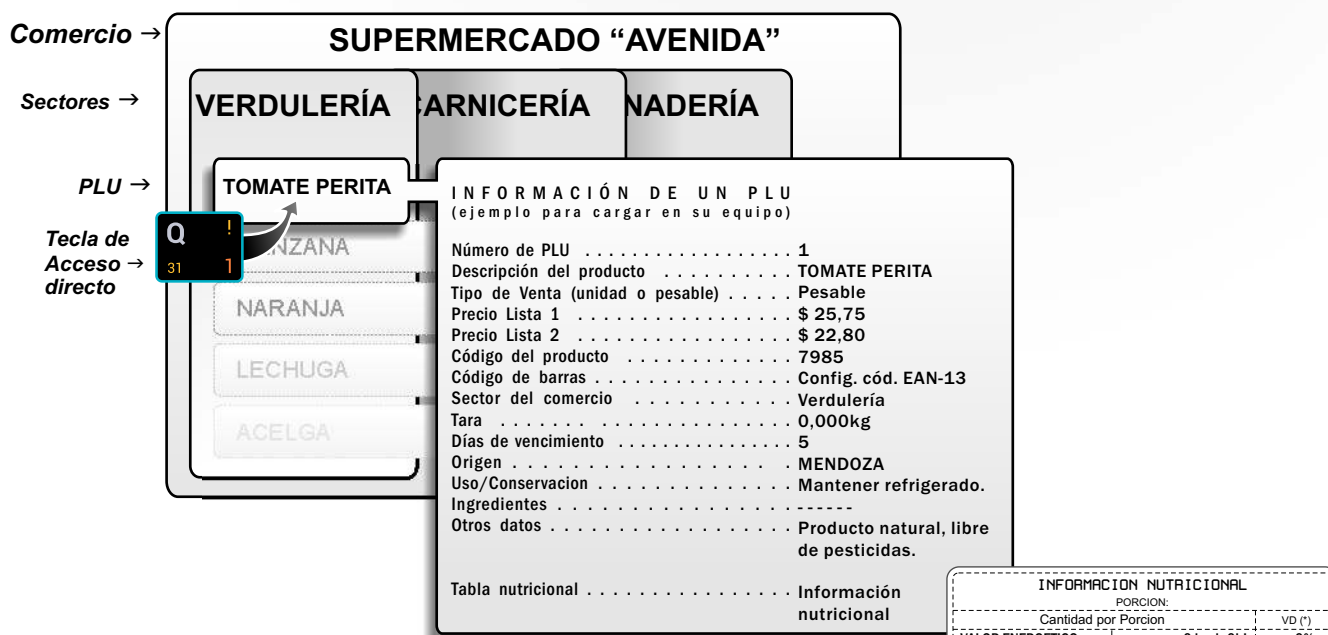 Comercio →
SUPERMERCADO “AVENIDA”
Sectores →
VERDULERÍA
CARNICERÍA
NADERÍA
PLU →
TOMATE PERITA
Tecla de
Acceso →
directo
Q !
31 1
NZANA
NARANJA
LECHUGA
ACELGA
INFORMACIÓN DE UN PLU
(ejemplo para cargar en su equipo)
Número de PLU . . . . . . . . . . . . . . . . . . 1
Descripción del producto . . . . . . . . . . TOMATE PERITA
Tipo de Venta (unidad o pesable) . . . . . Pesable
Precio Lista 1 . . . . . . . . . . . . . . . . . $ 25,75
Precio Lista 2 . . . . . . . . . . . . . . . . . $ 22,80
Código del producto . . . . . . . . . . . . . 7985
Código de barras . . . . . . . . . . . . . . . Config. cód. EAN-13
Sector del comercio . . . . . . . . . . . . Verdulería
Tara . . . . . . . . . . . . . . . . . . . . . . 0,000kg
Días de vencimiento . . . . . . . . . . . . . . . 5
Origen . . . . . . . . . . . . . . . . . . MENDOZA
Uso/Conservacion . . . . . . . . . . . . . . Mantener refrigerado.
Ingredientes . . . . . . . . . . . . . . . . . . - - - - - -
Otros datos . . . . . . . . . . . . . . . . . . . Producto natural, libre
de pesticidas.
Tabla nutricional . . . . . . . . . . . . . . . . Información
nutricional
INFORMACION NUTRICIONAL
PORCION:
Cantidad por Porcion VD (*)